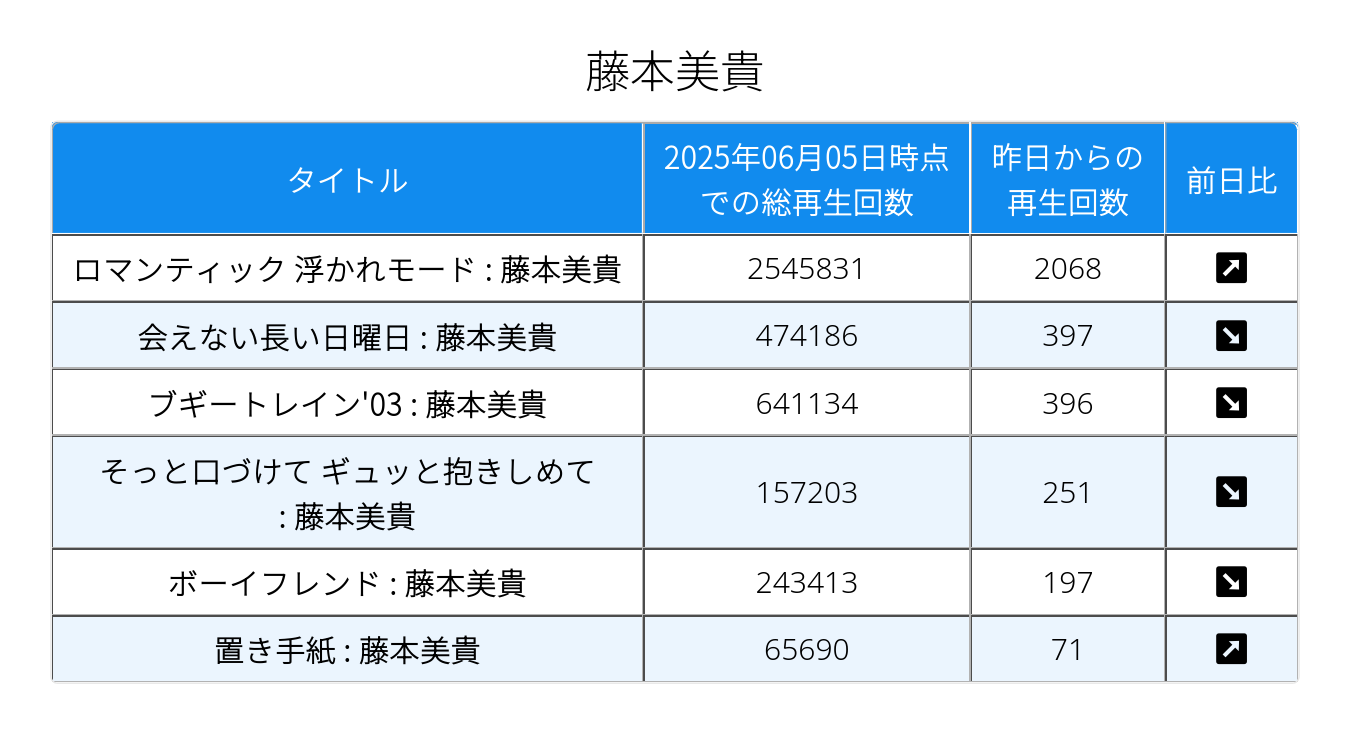 藤本美貴
タイトル
2025年06月05日時点
での総再生回数
昨日からの
再生回数
前日比
ロマンティック 浮かれモード : 藤本美貴
2545831
2068
会えない長い日曜日 : 藤本美貴
474186
397
ブギートレイン'03 : 藤本美貴
641134
396
そっと口づけて ギュッと抱きしめて
: 藤本美貴
157203
251
ボーイフレンド : 藤本美貴
243413
197
置き手紙 : 藤本美貴
65690
71